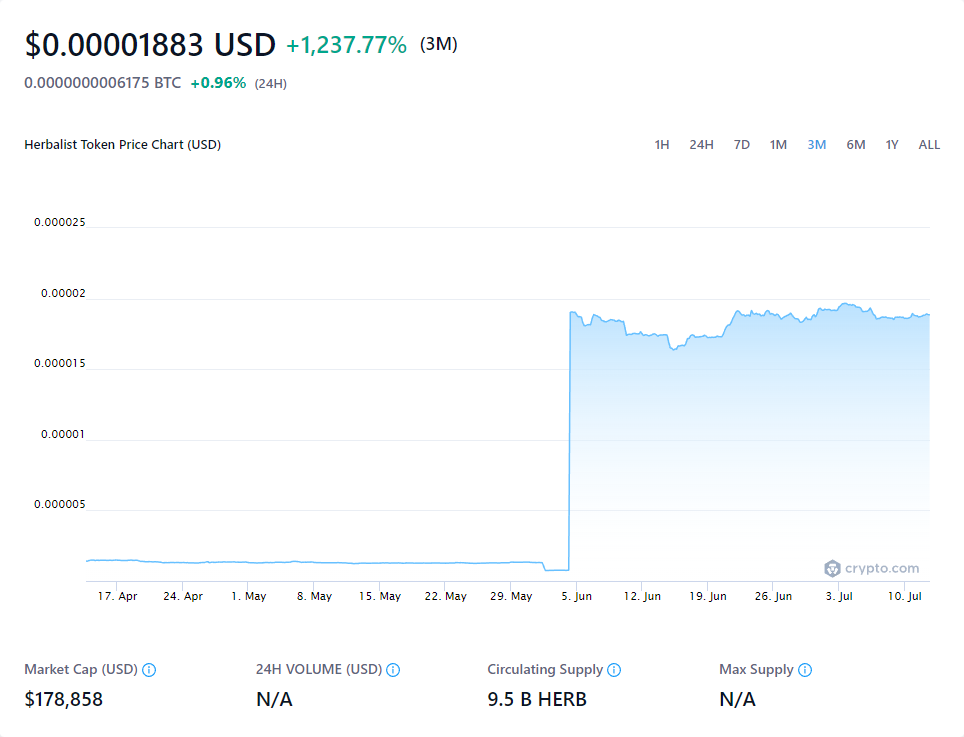 $0.00001883 USD +1,237.77% (3M)
0.0000000006175 BTC +0.96% (24H)
Herbalist Token Price Chart (USD) 1H 24H 7D 1M 3M 6M 1Y ALL
0.000025
0.00002
0.000015
0.00001
0.000005
crypto.com
17. Apr 24. Apr 1. May 8. May 15. May 22. May 29. May 5. Jun 12. Jun 19. Jun 26. Jun 3. Jul 10. Jul
Market Cap (USD) 24H VOLUME (USD) Circulating Supply Max Supply
$178,858 N/A 9.5 B HERB N/A